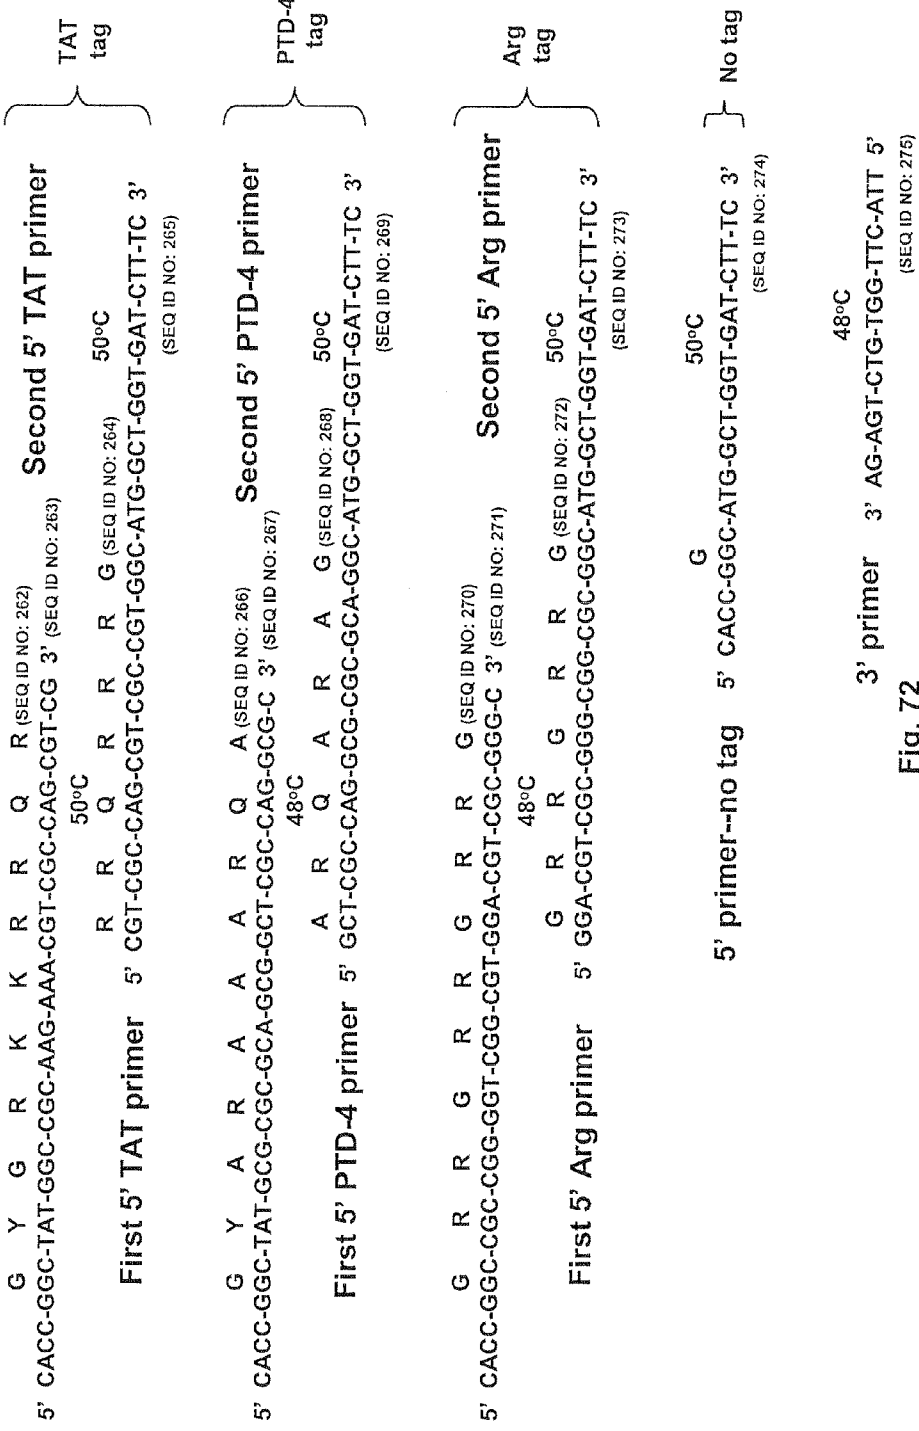 G Y G R K K R R Q R (SEQ ID NO: 262)
5' CACC-GGC-TAT-GGC-CGC-AAG-AAA-CGT-CGC-CAG-CGT-CG 3' (SEQ ID NO: 263)
Second 5' TAT primer
50oC
R R Q R R R G (SEQ ID NO: 264)
50oC
First 5' TAT primer
5' CGT-CGC-CAG-CGT-CGC-CGT-GGC-ATG-GCT-GGT-GAT-CTT-TC 3'
(SEQ ID NO: 265)
TAT
tag
G Y A R A A A R Q A (SEQ ID NO: 266)
5' CACC-GGC-TAT-GCG-CGC-GCA-GCG-GCT-CGC-CAG-GCG-C 3' (SEQ ID NO: 267)
Second 5' PTD-4 primer
48oC
A R Q A R A G (SEQ ID NO: 268)
50oC
First 5' PTD-4 primer
5' GCT-CGC-CAG-GCG-CGC-GCA-GGC-ATG-GCT-GGT-GAT-CTT-TC 3'
(SEQ ID NO: 269)
PTD-4
tag
G R R G R R G R R G (SEQ ID NO: 270)
5' CACC-GGC-CGC-CGG-GGT-CGG-CGT-GGA-CGT-CGC-GGG-C 3' (SEQ ID NO: 271)
Second 5' Arg primer
48oC
G R R G R R G (SEQ ID NO: 272)
50oC
First 5' Arg primer
5' GGA-CGT-CGC-GGG-CGG-CGC-GGC-ATG-GCT-GGT-GAT-CTT-TC 3'
(SEQ ID NO: 273)
Arg
tag
G
50oC
5' primer--no tag
5' CACC-GGC-ATG-GCT-GGT-GAT-CTT-TC 3'
(SEQ ID NO: 274)
No tag
48oC
3' primer
3' AG-AGT-CTG-TGG-TTC-ATT 5'
(SEQ ID NO: 275)
Fig. 72